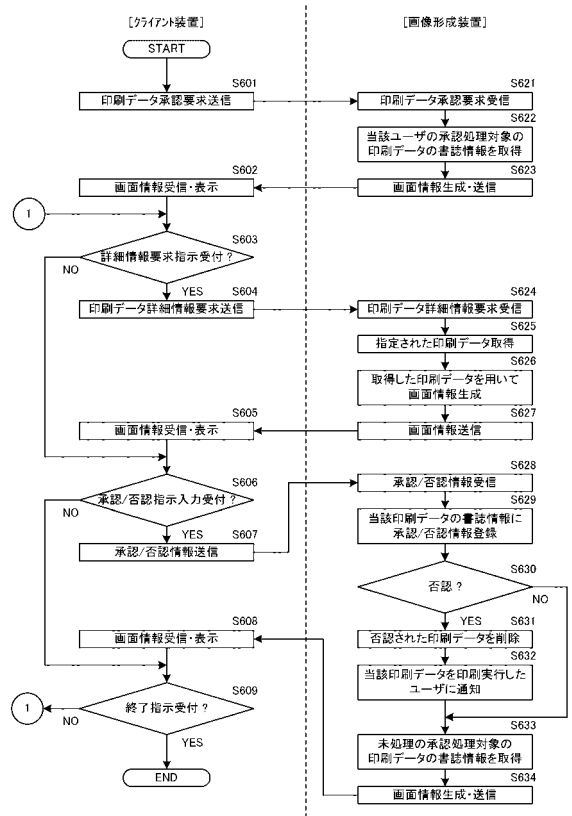 [クライアント装置]
[画像形成装置]
START
S601
印刷データ承認要求送信
S621
印刷データ承認要求受信
S622
当該ユーザの承認処理対象の
印刷データの書誌情報を取得
S602
画面情報受信・表示
S623
画面情報生成・送信
1
S603
詳細情報要求指示受付？
NO
YES
S604
印刷データ詳細情報要求送信
S624
印刷データ詳細情報要求受信
S625
指定された印刷データ取得
S626
取得した印刷データを用いて
画面情報生成
S605
画面情報受信・表示
S627
画面情報送信
S606
承認/否認指示入力受付？
NO
YES
S607
承認/否認情報送信
S628
承認/否認情報受信
S629
当該印刷データの書誌情報に
承認/否認情報登録
S630
否認？
NO
YES
S631
否認された印刷データを削除
S632
当該印刷データを印刷実行した
ユーザに通知
S608
画面情報受信・表示
S609
終了指示受付？
1
NO
YES
END
S633
未処理の承認処理対象の
印刷データの書誌情報を取得
S634
画面情報生成・送信